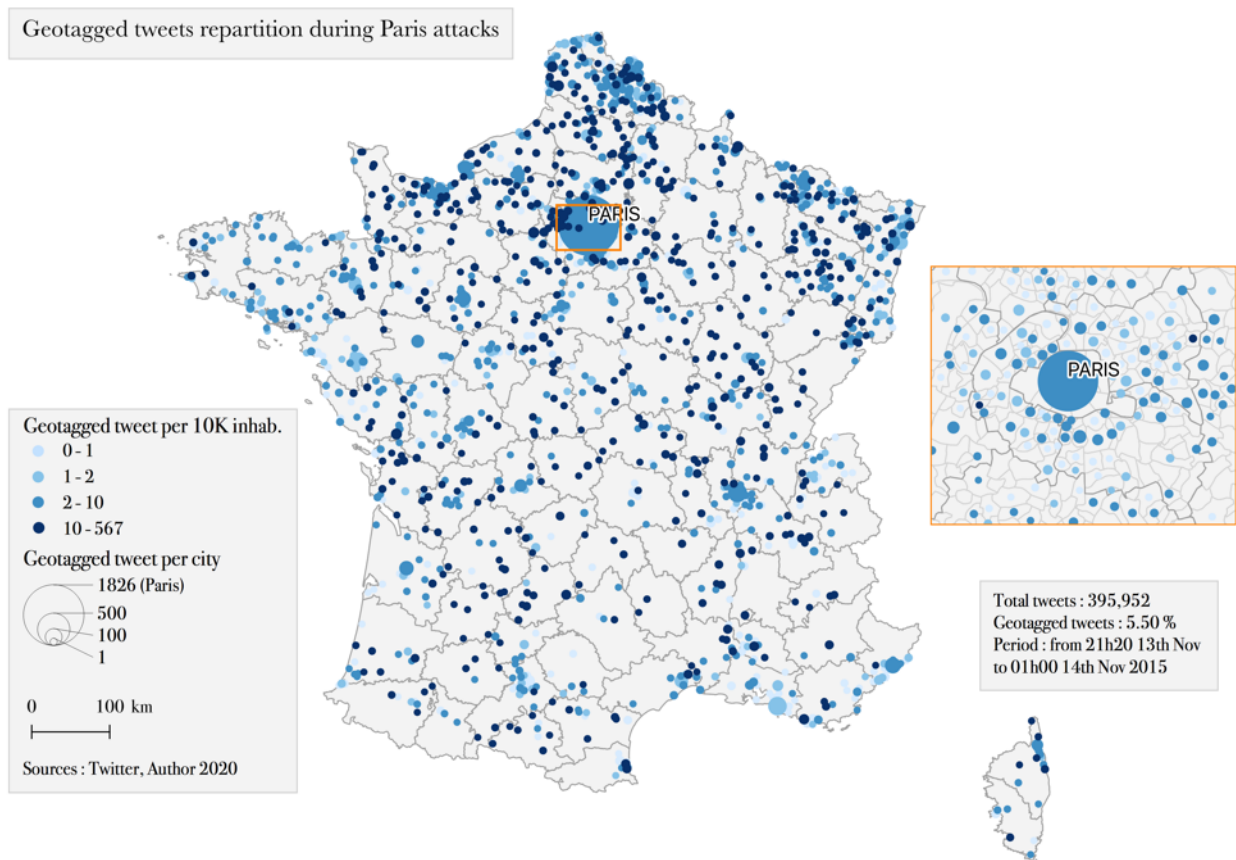 Geotagged tweets repartition during Paris attacks
PARIS
PARIS
Geotagged tweet per 10K inhab.
0 - 1
1 - 2
2 - 10
10 - 567
Geotagged tweet per city
1826 (Paris)
500
100
1
0 100 km
Sources : Twitter, Author 2020
Total tweets : 395,952
Geotagged tweets : 5.50 %
Period : from 21h20 13th Nov
to 01h00 14th Nov 2015